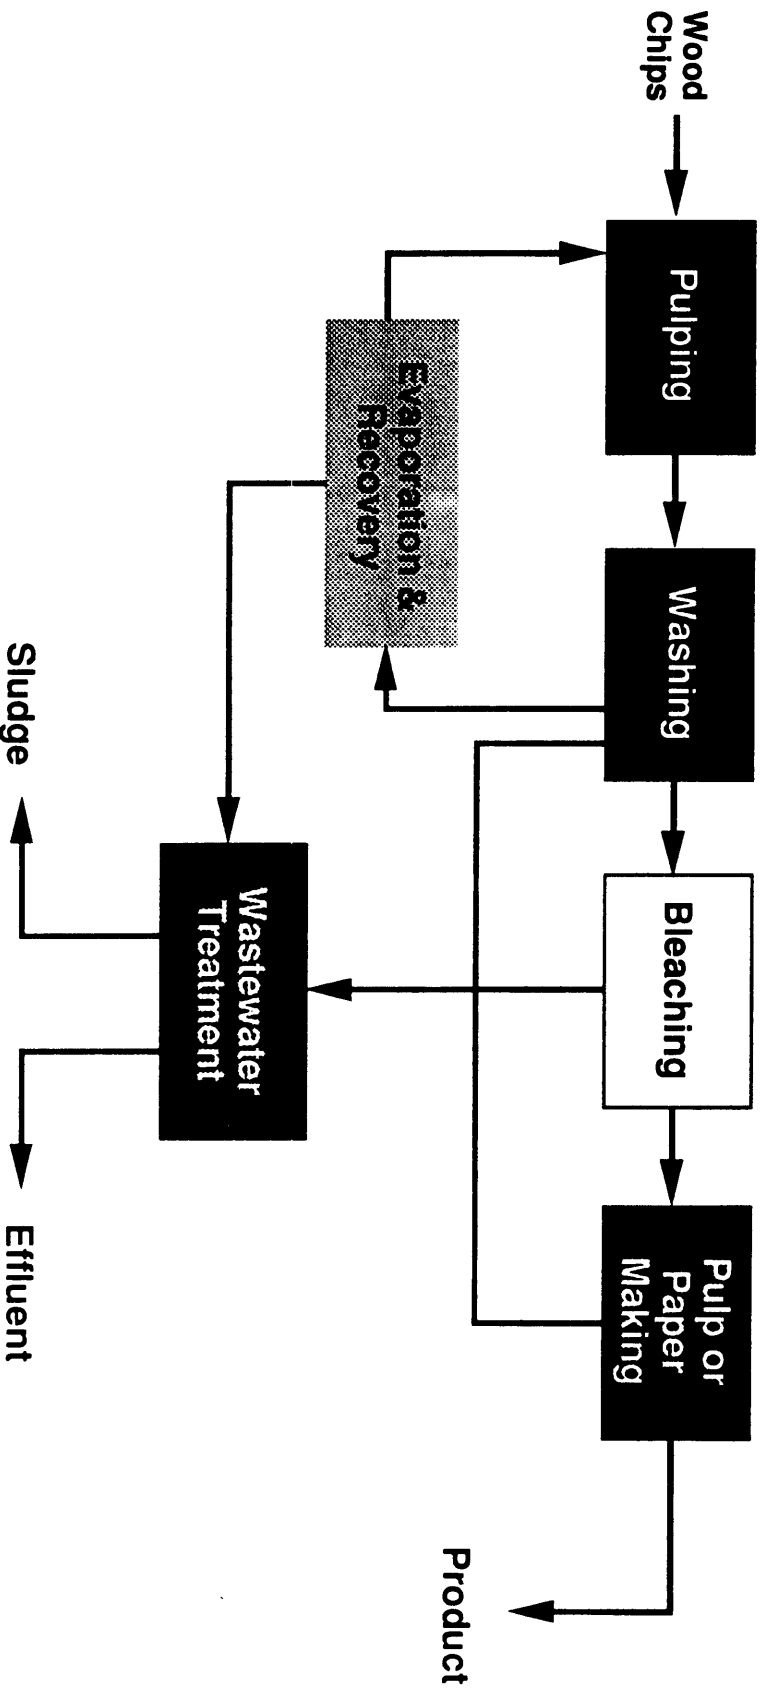 Wood
Chips
Pulping
Washing
Bleaching
Pulp or
Paper
Making
Evaporation &
Recovery
Product
Wastewater
Treatment
Sludge
Effluent